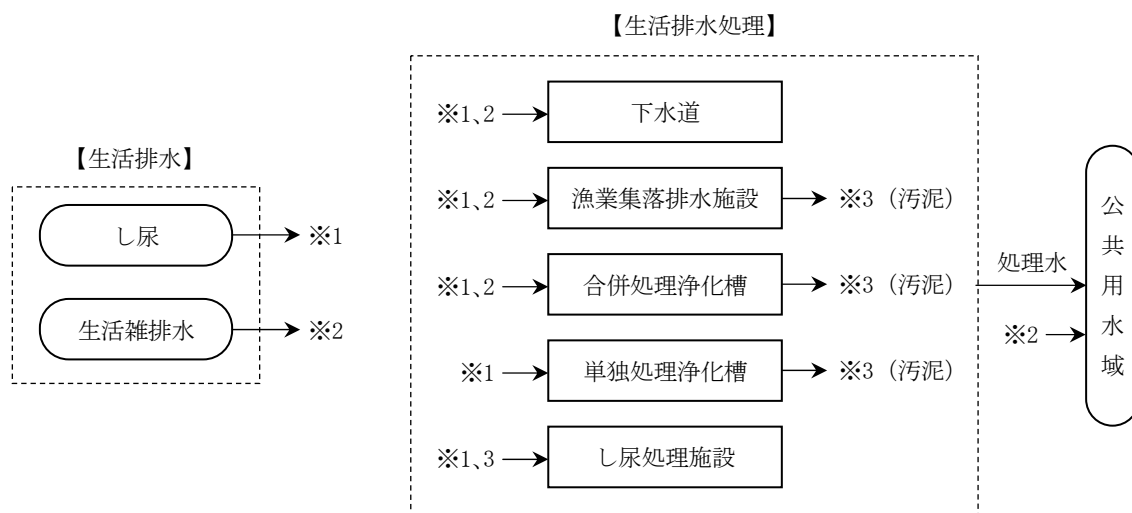 【生活排水処理】
※1、2
下水道
【生活排水】
※1、2
漁業集落排水施設
※3（汚泥）
し尿
※1
※1、2
合併処理浄化槽
※3（汚泥）
処理水
公共用水域
生活雑排水
※2
※2
※1
単独処理浄化槽
※3（汚泥）
※1、3
し尿処理施設